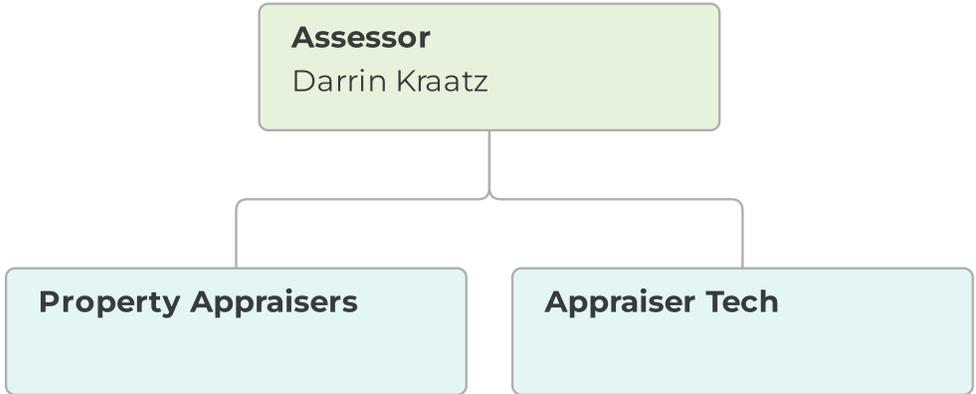 Assessor
Darrin Kraatz
Property Appraisers
Appraiser Tech